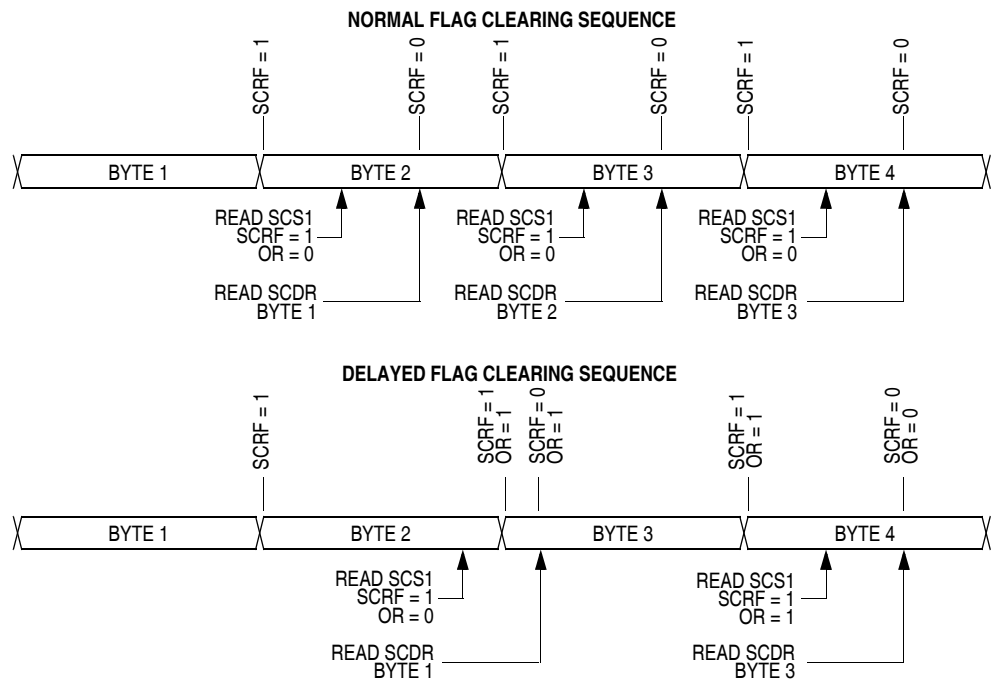 NORMAL FLAG CLEARING SEQUENCE
SCRF = 1
SCRF = 0
SCRF = 1
SCRF = 0
SCRF = 1
SCRF = 0
BYTE 1
BYTE 2
BYTE 3
BYTE 4
READ SCS1
SCRF = 1
OR = 0
READ SCS1
SCRF = 1
OR = 0
READ SCS1
SCRF = 1
OR = 0
READ SCDR
BYTE 1
READ SCDR
BYTE 2
READ SCDR
BYTE 3
DELAYED FLAG CLEARING SEQUENCE
SCRF = 1
SCRF = 1
OR = 1
SCRF = 0
OR = 1
SCRF = 1
OR = 1
SCRF = 0
OR = 0
BYTE 1
BYTE 2
BYTE 3
BYTE 4
READ SCS1
SCRF = 1
OR = 0
READ SCS1
SCRF = 1
OR = 1
READ SCDR
BYTE 1
READ SCDR
BYTE 3